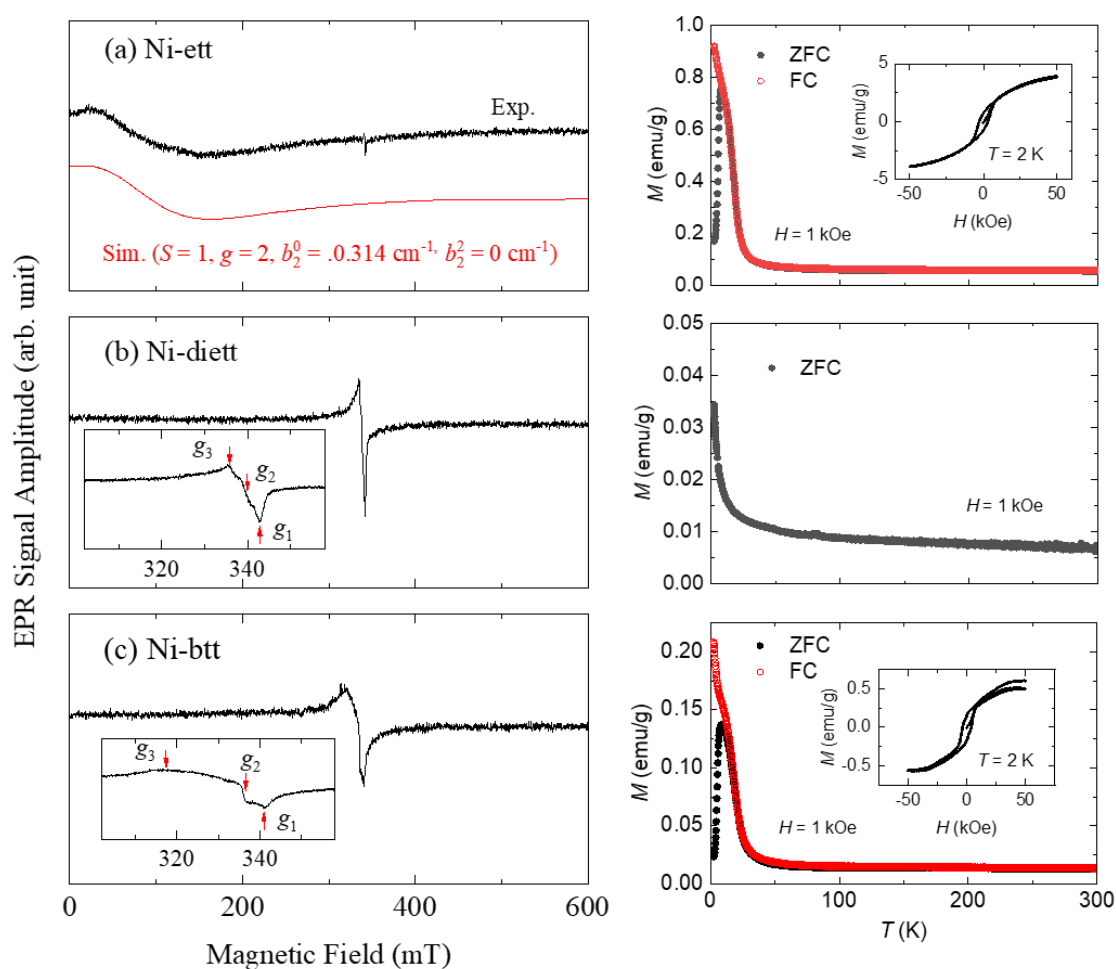 EPR Signal Amplitude (arb. unit)
(a) Ni-ett
Exp.
Sim. (S = 1, g = 2, b₂⁰ = .0.314 cm⁻¹, b₂² = 0 cm⁻¹)
(b) Ni-diett
g₃
g₂
g₁
320 340
(c) Ni-btt
g₃
g₂
g₁
320 340
0 200 400 600
Magnetic Field (mT)
M (emu/g)
1.0
0.8
0.6
0.4
0.2
0.0
ZFC
FC
H = 1 kOe
M (emu/g)
5
0
-5
T = 2 K
-50 0 50
H (kOe)
M (emu/g)
0.05
0.04
0.03
0.02
0.01
0.00
ZFC
H = 1 kOe
M (emu/g)
0.20
0.15
0.10
0.05
0.00
ZFC
FC
H = 1 kOe
M (emu/g)
0.5
0.0
-0.5
T = 2 K
-50 0 50
H (kOe)
0 100 200 300
T (K)